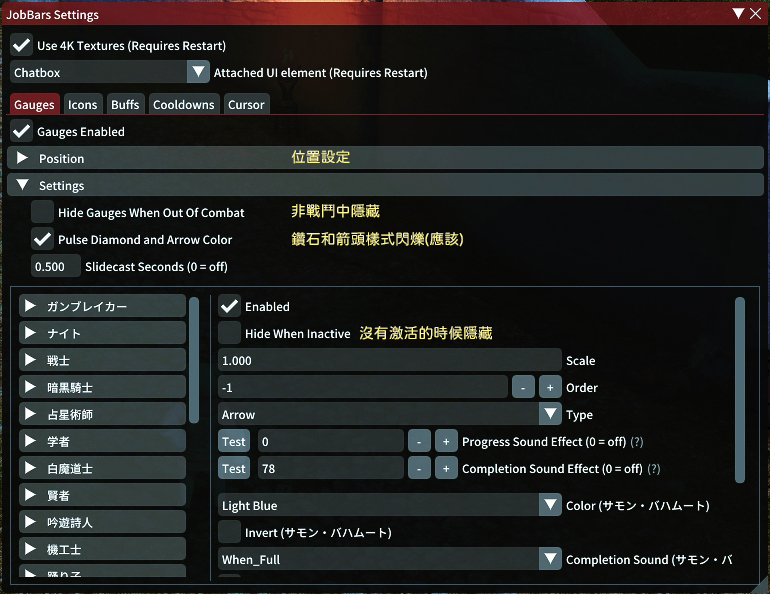 JobBars Settings
Use 4K Textures (Requires Restart)
Chatbox Attached UI element (Requires Restart)
Gauges Icons Buffs Cooldowns Cursor
Gauges Enabled
Position 位置設定
Settings
Hide Gauges When Out Of Combat 非戰鬥中隱藏
Pulse Diamond and Arrow Color 鑽石和箭頭樣式閃爍(應該)
0.500 Slidecast Seconds (0 = off)
ガンブレイカー
ナイト
戦士
暗黒騎士
占星術師
学者
白魔道士
賢者
吟遊詩人
機工士
踊り子
Enabled
Hide When Inactive 沒有激活的時候隱藏
1.000 Scale
-1 - + Order
Arrow Type
Test 0 - + Progress Sound Effect (0 = off) (?)
Test 78 - + Completion Sound Effect (0 = off) (?)
Light Blue Color (サモン・バハムート)
Invert (サモン・バハムート)
When_Full Completion Sound (サモン・バ